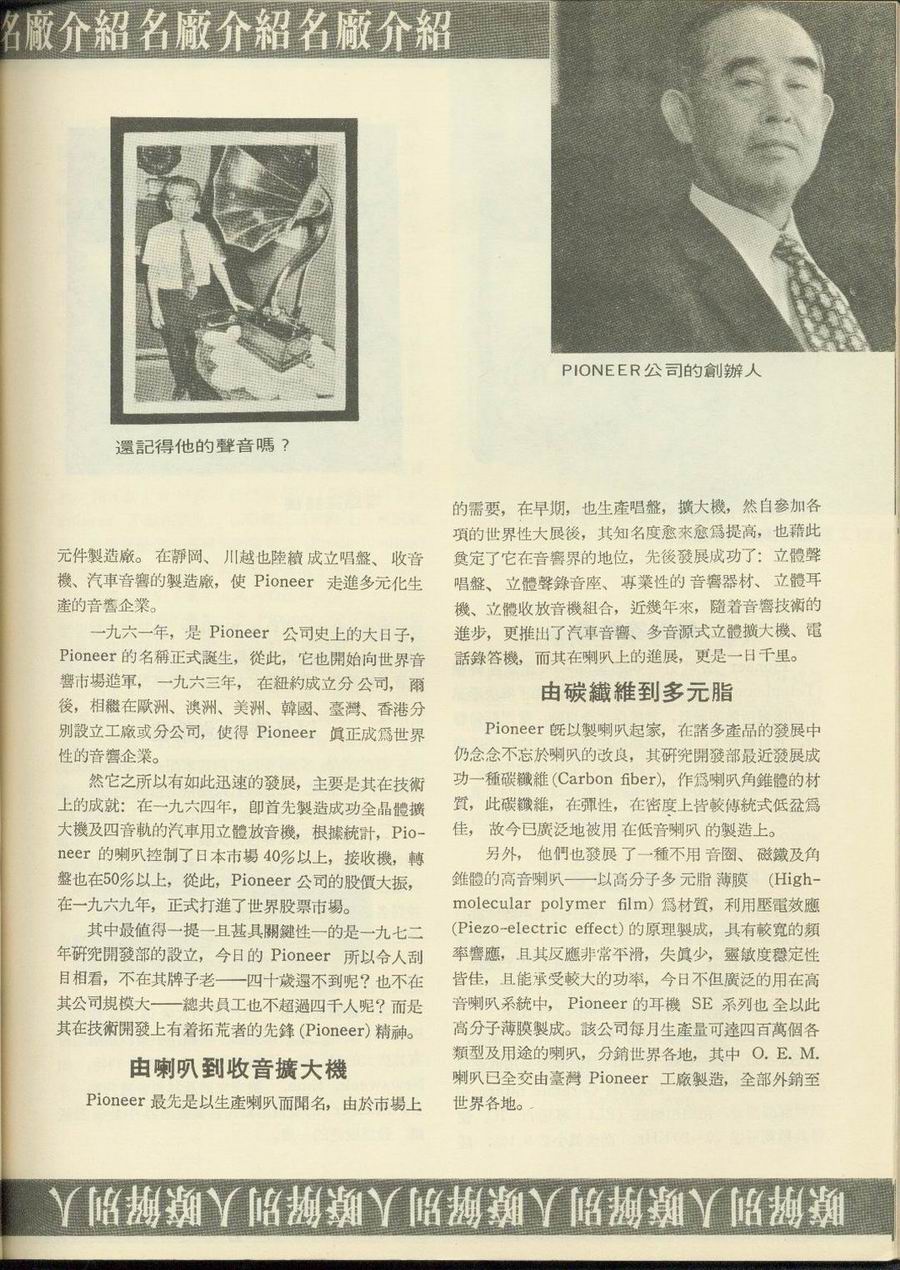 名廠介紹名廠介紹名廠介紹
PIONEER公司的創辦人
還記得他的聲音嗎？
元件製造廠。在靜岡、川越也陸續成立唱盤、收音
機、汽車音響的製造廠，使 Pioneer 走進多元化生
產的音響企業。
一九六一年，是 Pioneer 公司史上的大日子，
Pioneer 的名稱正式誕生，從此，它也開始向世界音
響市場進軍，一九六三年，在紐約成立分公司，爾
後，相繼在歐洲、澳洲、美洲、韓國、臺灣、香港分
別設立工廠或分公司，使得 Pioneer 眞正成爲世界
性的音響企業。
然它之所以有如此迅速的發展，主要是其在技術
上的成就：在一九六四年，卽首先製造成功全晶體擴
大機及四音軌的汽車用立體放音機，根據統計，Pio-
neer 的喇叭控制了日本市場 40％以上，接收機，轉
盤也在50％以上，從此，Pioneer 公司的股價大振，
在一九六九年，正式打進了世界股票市場。
其中最值得一提—且甚具關鍵性—的是一九七二
年硏究開發部的設立，今日的 Pioneer 所以令人刮
目相看，不在其牌子老——四十歲還不到呢？也不在
其公司規模大——總共員工也不超過四千人呢？而是
其在技術開發上有着拓荒者的先鋒 (Pioneer) 精神。
由喇叭到收音擴大機
Pioneer 最先是以生產喇叭而聞名，由於市場上
的需要，在早期，也生產唱盤，擴大機，然自參加各
項的世界性大展後，其知名度愈來愈爲提高，也藉此
奠定了它在音響界的地位，先後發展成功了：立體聲
唱盤、立體聲錄音座、專業性的音響器材、立體耳
機、立體收放音機組合，近幾年來，隨着音響技術的
進步，更推出了汽車音響、多音源式立體擴大機、電
話錄答機，而其在喇叭上的進展，更是一日千里。
由碳纖維到多元脂
Pioneer 旣以製喇叭起家，在諸多產品的發展中
仍念念不忘於喇叭的改良，其硏究開發部最近發展成
功一種碳纖維 (Carbon fiber)，作爲喇叭角錐體的材
質，此碳纖維，在彈性，在密度上皆較傳統式低盆爲
佳，故今巳廣泛地被用在低音喇叭的製造上。
另外，他們也發展了一種不用音圈、磁鐵及角
錐體的高音喇叭——以高分子多元脂薄膜 (High-
molecular polymer film) 爲材質，利用壓電效應
(Piezo-electric effect) 的原理製成，具有較寬的頻
率響應，且其反應非常平滑，失眞少，靈敏度穩定性
皆佳，且能承受較大的功率，今日不但廣泛的用在高
音喇叭系統中，Pioneer 的耳機 SE 系列也全以此
高分子薄膜製成。該公司每月生產量可達四百萬個各
類型及用途的喇叭，分銷世界各地，其中 O. E. M.
喇叭巳全交由臺灣 Pioneer 工廠製造，全部外銷至
世界各地。
瞭解別人瞭解別人瞭解別人瞭解別人瞭解別人